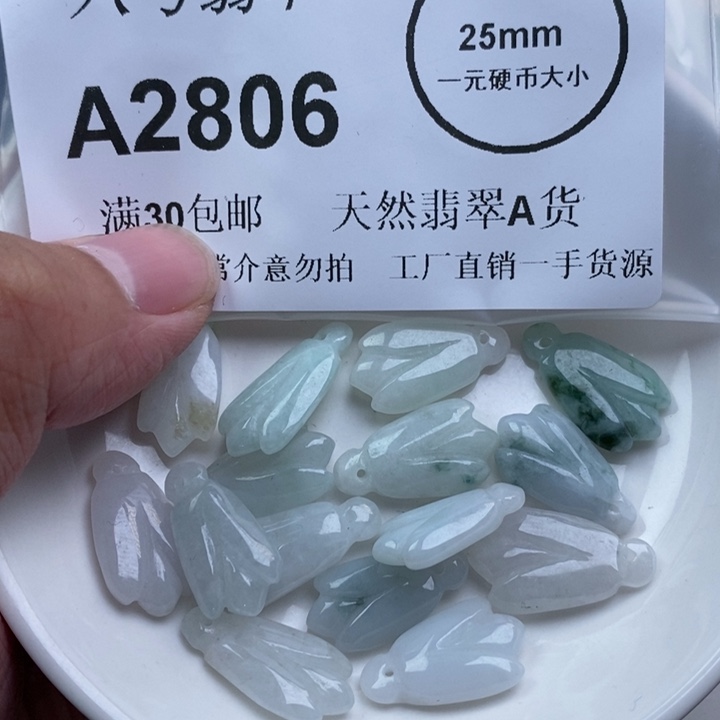 25mm
一元硬币大小
A2806
满30包邮 天然翡翠A货
常介意勿拍 工厂直销一手货源